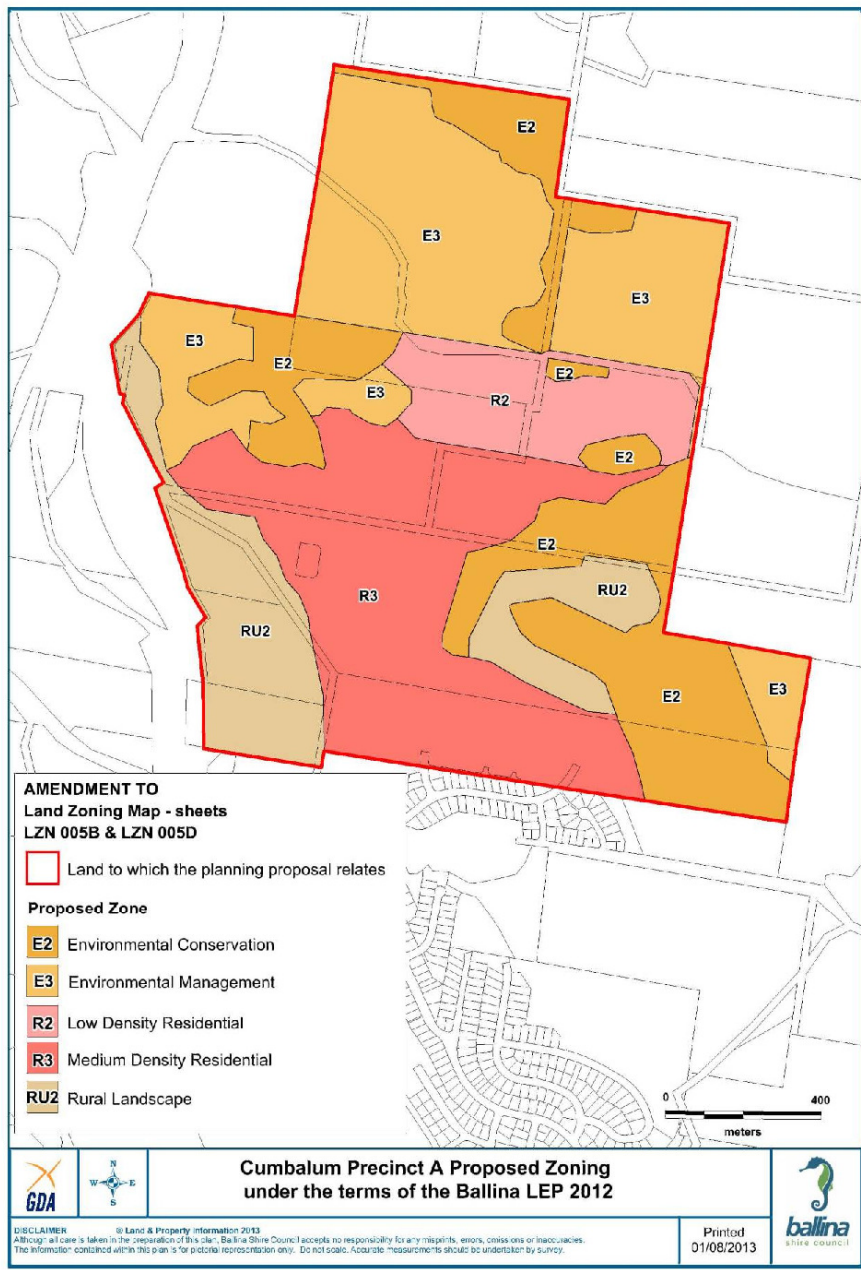 E2
E3
E3
E3
E2
E2
E3
R2
E2
E2
RU2
R3
RU2
E2
E3
AMENDMENT TO
Land Zoning Map - sheets
LZN 005B & LZN 005D
Land to which the planning proposal relates
Proposed Zone
E2 Environmental Conservation
E3 Environmental Management
R2 Low Density Residential
R3 Medium Density Residential
RU2 Rural Landscape
0 400
meters
GDA
N
W E
S
Cumbalum Precinct A Proposed Zoning
under the terms of the Ballina LEP 2012
DISCLAIMER © Land & Property Information 2013
Although all care is taken in the preparation of this plan, Ballina Shire Council accepts no responsibility for any misprints, errors, omissions or inaccuracies.
The information contained within this plan is for pictorial representation only. Do not scale. Accurate measurements should be undertaken by survey.
Printed
01/08/2013
ballina
shire council